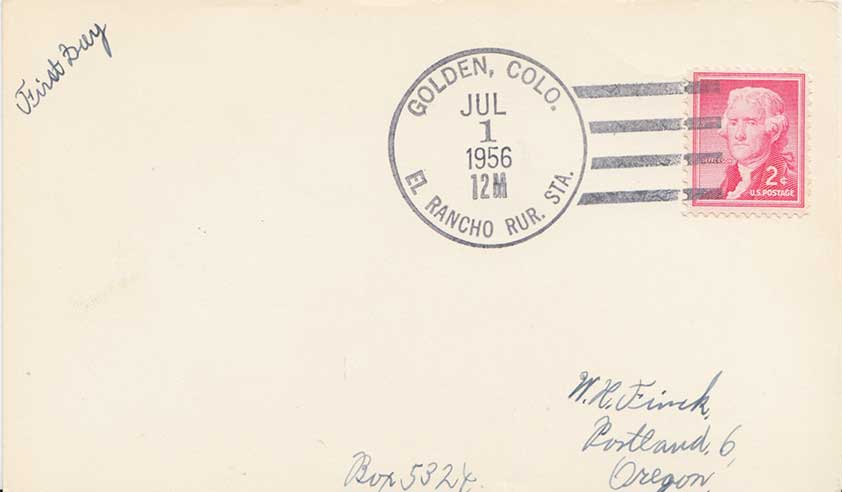 First Day
GOLDEN, COLO.
JUL
1
1956
12M
EL RANCHO RUR. STA.
2¢
U.S. POSTAGE
W. H. Finck,
Portland, 6,
Oregon
Box 5324.